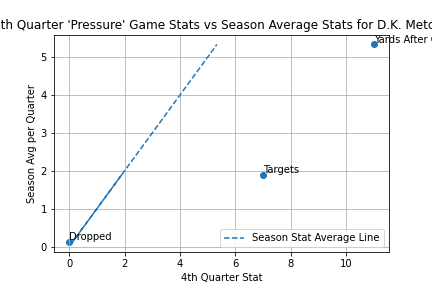 th Quarter 'Pressure' Game Stats vs Season Average Stats for D.K. Metc
Yards After
5
4
3
2
1
0
Season Avg per Quarter
Targets
Dropped
Season Stat Average Line
0 2 4 6 8 10
4th Quarter Stat